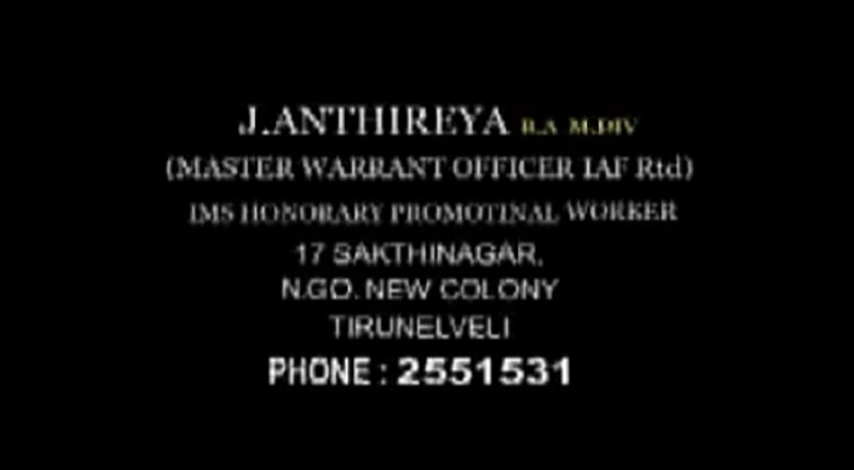 J.ANTHIREYA B.A M.DIV
(MASTER WARRANT OFFICER IAF Rtd)
IMS HONORARY PROMOTINAL WORKER
17 SAKTHINAGAR,
N.GO. NEW COLONY
TIRUNELVELI
PHONE : 2551531